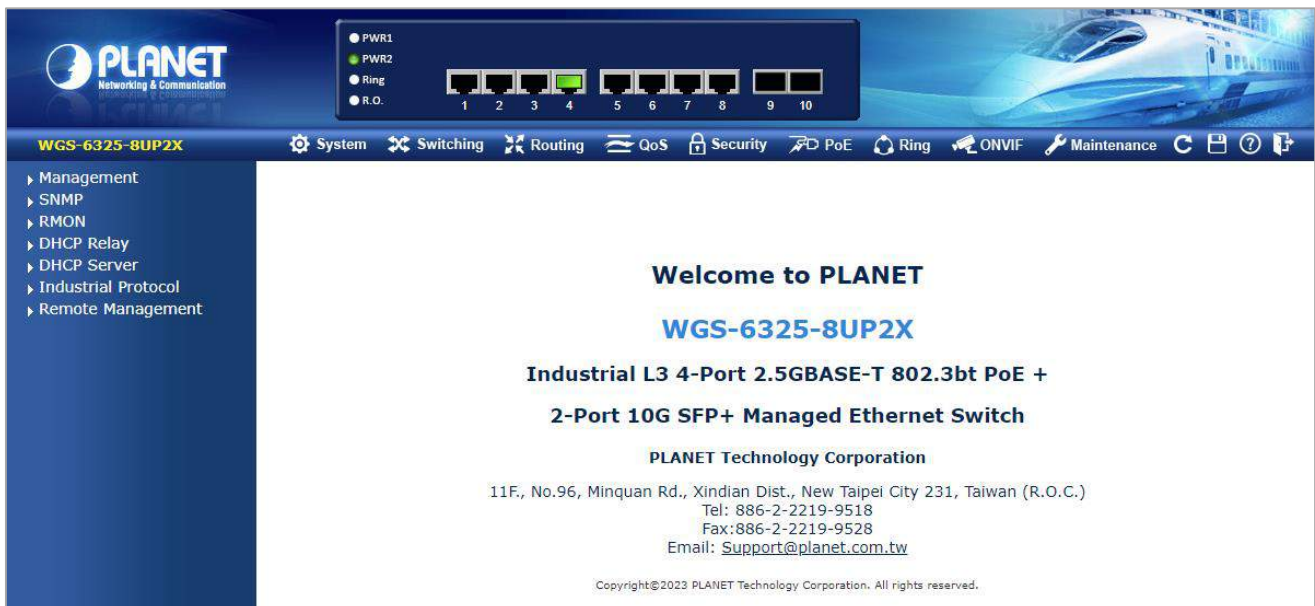 PLANET
Networking & Communication
PWR1
PWR2
Ring
R.O.
1 2 3 4 5 6 7 8 9 10
WGS-6325-8UP2X
System Switching Routing QoS Security PoE Ring ONVIF Maintenance
Management
SNMP
RMON
DHCP Relay
DHCP Server
Industrial Protocol
Remote Management
Welcome to PLANET
WGS-6325-8UP2X
Industrial L3 4-Port 2.5GBASE-T 802.3bt PoE +
2-Port 10G SFP+ Managed Ethernet Switch
PLANET Technology Corporation
11F., No.96, Minquan Rd., Xindian Dist., New Taipei City 231, Taiwan (R.O.C.)
Tel: 886-2-2219-9518
Fax:886-2-2219-9528
Email: Support@planet.com.tw
Copyright©2023 PLANET Technology Corporation. All rights reserved.